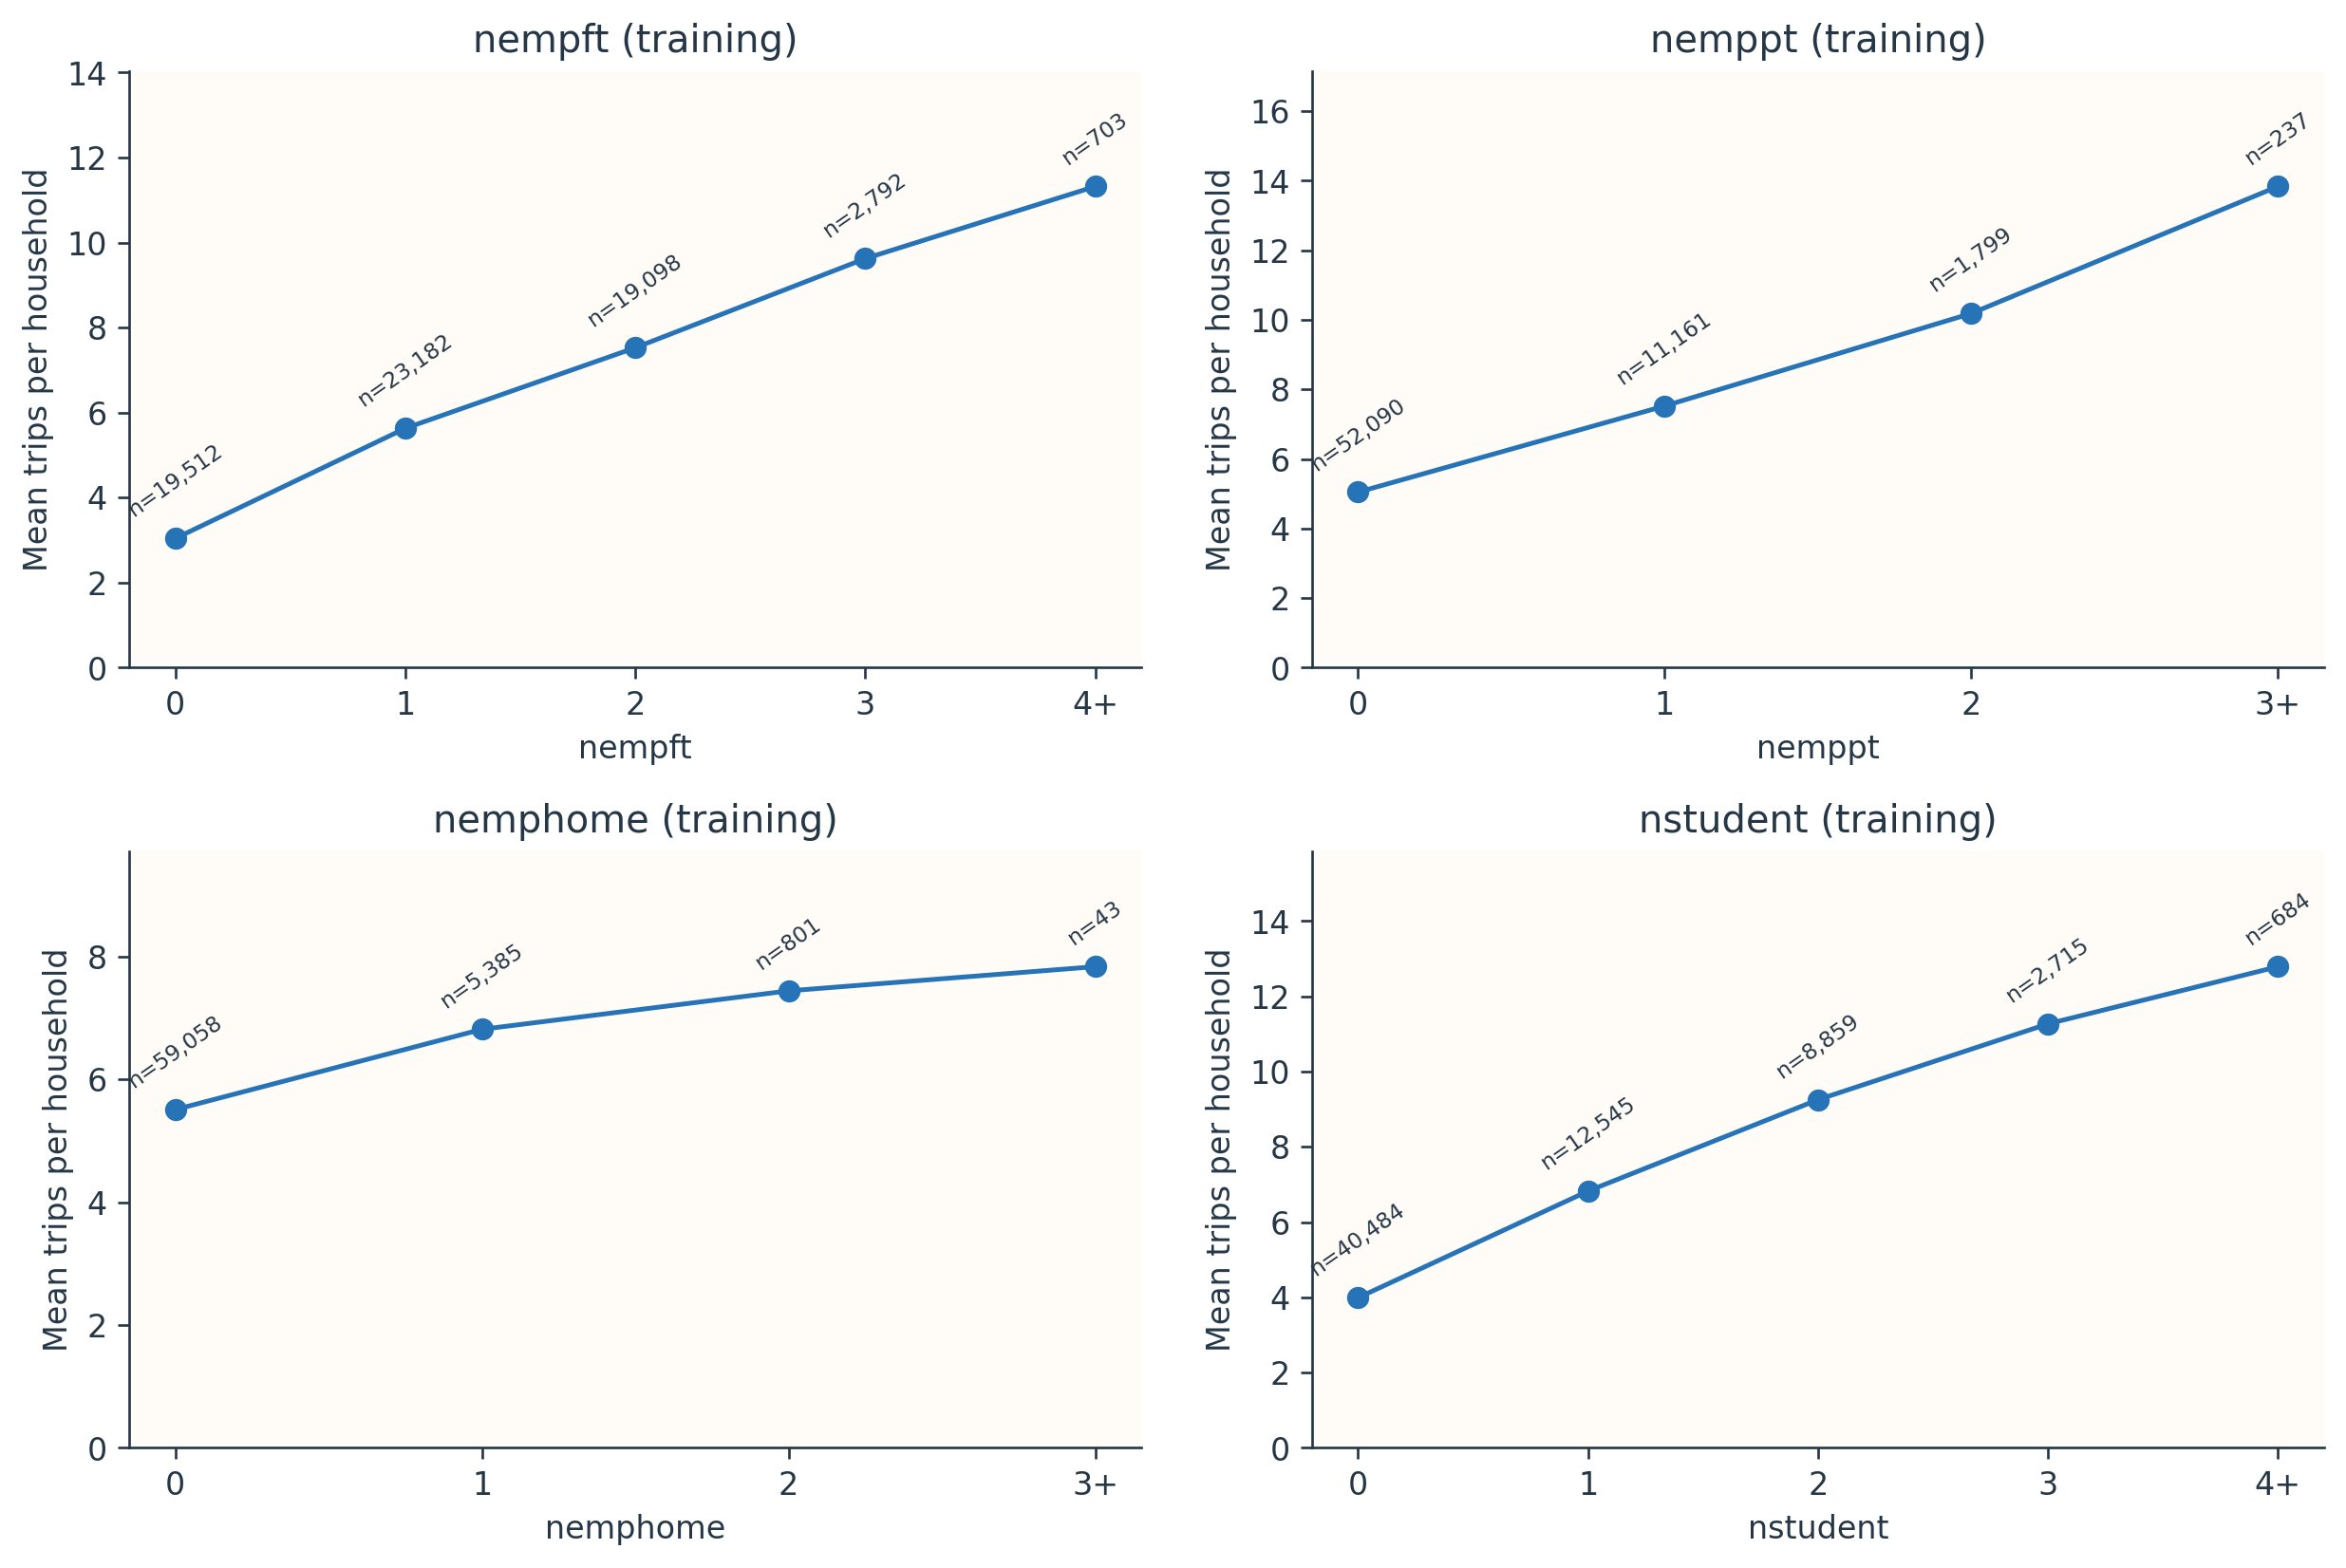 nempft (training)
Mean trips per household
14
12
10
8
6
4
2
0
n=19,512
n=23,182
n=19,098
n=2,792
n=703
0 1 2 3 4+
nempft
nemppt (training)
Mean trips per household
16
14
12
10
8
6
4
2
0
n=52,090
n=11,161
n=1,799
n=237
0 1 2 3+
nemppt
nemphome (training)
Mean trips per household
8
6
4
2
0
n=59,058
n=5,385
n=801
n=43
0 1 2 3+
nemphome
nstudent (training)
Mean trips per household
14
12
10
8
6
4
2
0
n=40,484
n=12,545
n=8,859
n=2,715
n=684
0 1 2 3 4+
nstudent